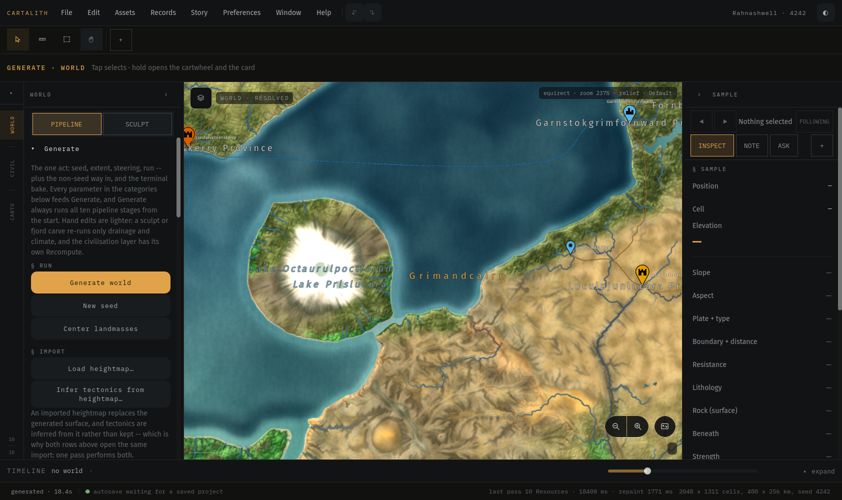 CARTALITH File Edit Assets Records Story Preferences Window Help Rahnashwell · 4242
GENERATE · WORLD Tap selects · hold opens the cartwheel and the card
WORLD
CIVIL
CARTO
10
10
WORLD
PIPELINE SCULPT
Generate
The one act: seed, extent, steering, run --
plus the non-seed way in, and the terminal
bake. Every parameter in the categories
below feeds Generate, and Generate
always runs all ten pipeline stages from
the start. Hand edits are lighter: a sculpt or
fjord carve re-runs only drainage and
climate, and the civilisation layer has its
own Recompute.
§ RUN
Generate world
New seed
Center landmasses
§ IMPORT
Load heightmap…
Infer tectonics from
heightmap…
An imported heightmap replaces the
generated surface, and tectonics are
inferred from it rather than kept -- which is
why both rows above open the same
import: one pass performs both.
WORLD · RESOLVED
equirect · zoom 237% · relief · Default
Garnstokgrimfornward
kerry Province
Grimandcairn
Lake
SAMPLE
Nothing selected FOLLOWING
INSPECT NOTE ASK +
§ SAMPLE
Position —
Cell —
Elevation
—
Slope —
Aspect —
Plate + type —
Boundary + distance —
Resistance —
Lithology —
Rock (surface) —
Beneath —
Strength —
TIMELINE no world
expand
generated · 18.4s autosave waiting for a saved project
last pass 10 Resources · 18400 ms · repaint 1771 ms 2048 x 1311 cells, 400 x 256 km, seed 4242